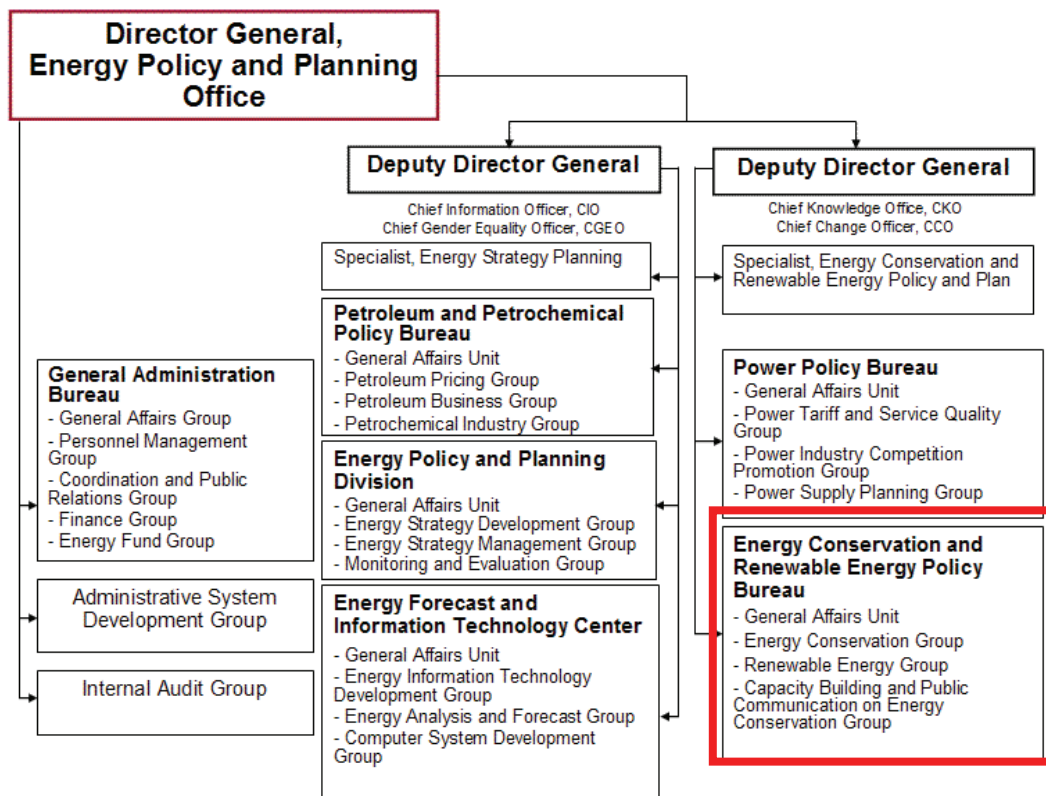 Director General,
Energy Policy and Planning
Office
Deputy Director General
Chief Information Officer, CIO
Chief Gender Equality Officer, CGEO
Deputy Director General
Chief Knowledge Office, CKO
Chief Change Officer, CCO
General Administration
Bureau
- General Affairs Group
- Personnel Management
Group
- Coordination and Public
Relations Group
- Finance Group
- Energy Fund Group
Administrative System
Development Group
Internal Audit Group
Specialist, Energy Strategy Planning
Petroleum and Petrochemical
Policy Bureau
- General Affairs Unit
- Petroleum Pricing Group
- Petroleum Business Group
- Petrochemical Industry Group
Energy Policy and Planning
Division
- General Affairs Unit
- Energy Strategy Development Group
- Energy Strategy Management Group
- Monitoring and Evaluation Group
Energy Forecast and
Information Technology Center
- General Affairs Unit
- Energy Information Technology
Development Group
- Energy Analysis and Forecast Group
- Computer System Development
Group
Specialist, Energy Conservation and
Renewable Energy Policy and Plan
Power Policy Bureau
- General Affairs Unit
- Power Tariff and Service Quality
Group
- Power Industry Competition
Promotion Group
- Power Supply Planning Group
Energy Conservation and
Renewable Energy Policy
Bureau
- General Affairs Unit
- Energy Conservation Group
- Renewable Energy Group
- Capacity Building and Public
Communication on Energy
Conservation Group